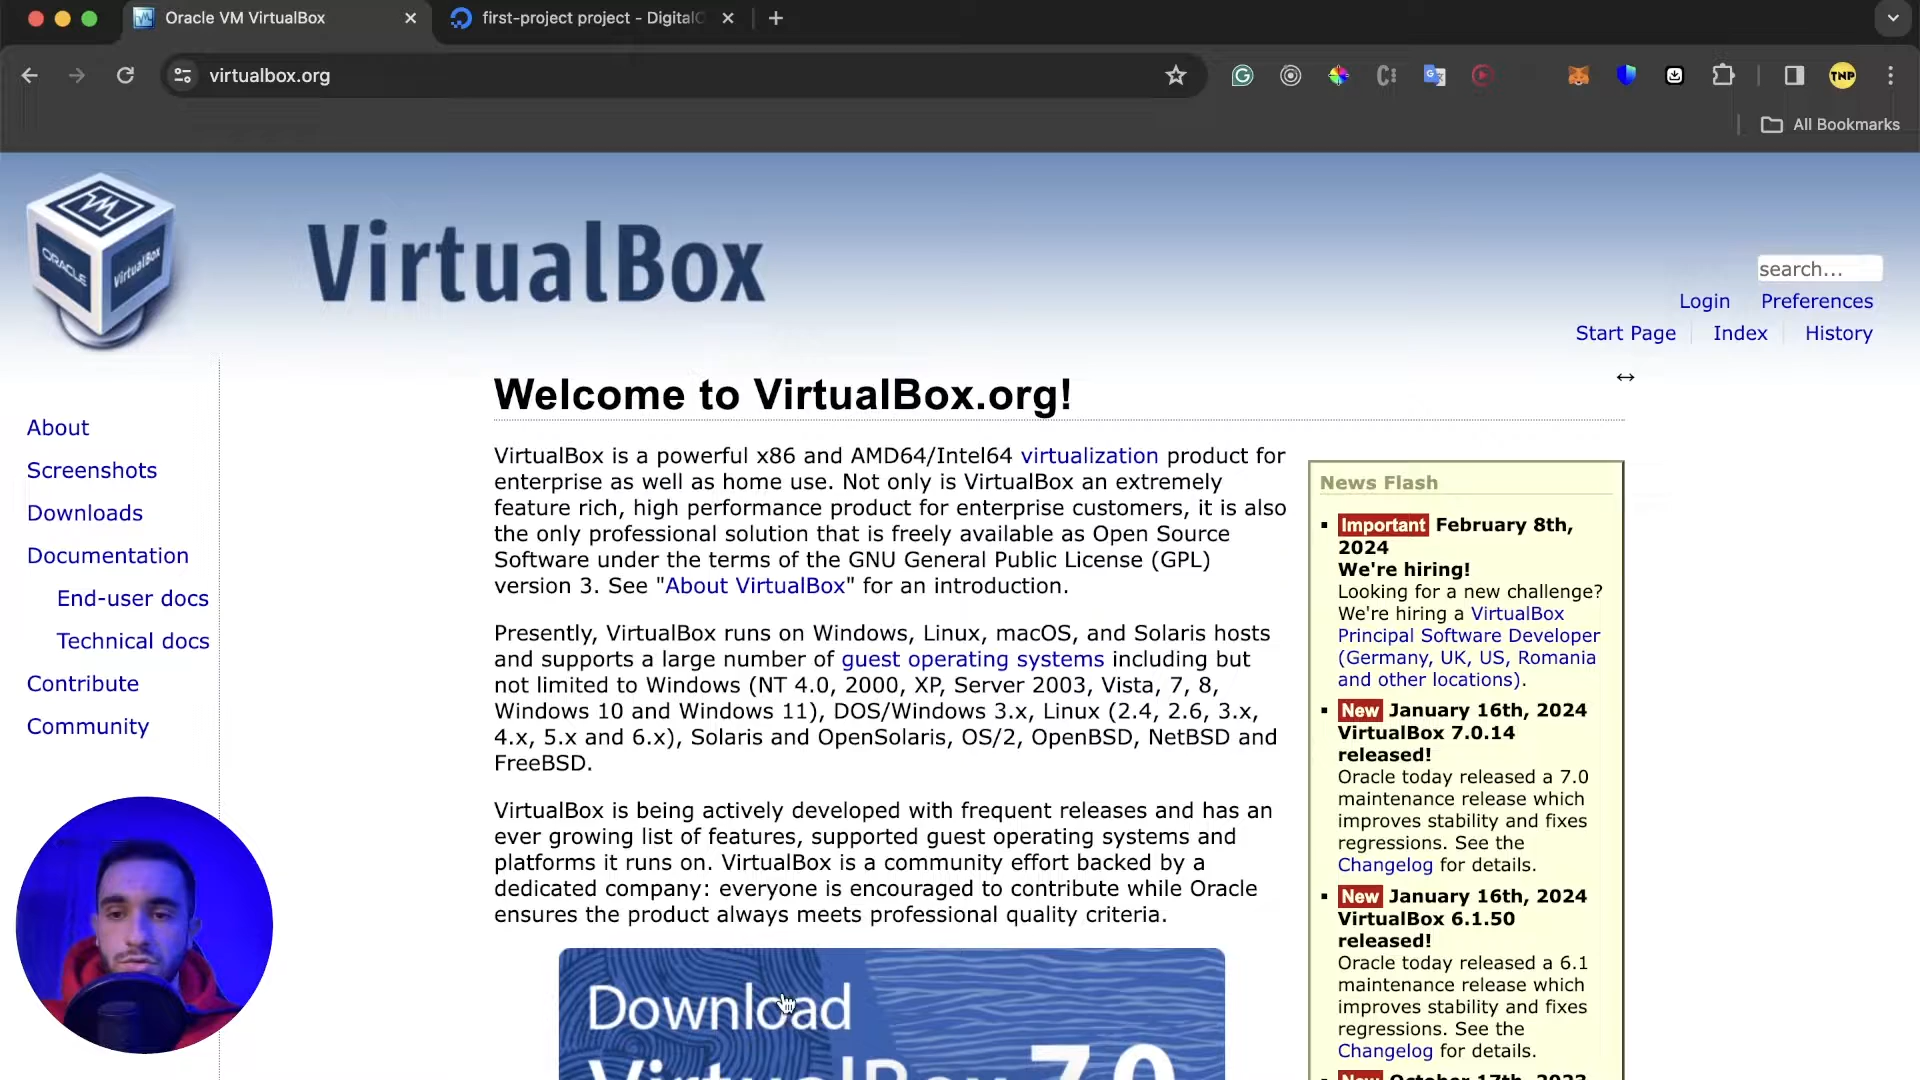 Oracle VM VirtualBox
first-project project - DigitalO
virtualbox.org
TNP
All Bookmarks
ORACLE
VirtualBox
VirtualBox
search...
Login
Preferences
Start Page
Index
History
About
Screenshots
Downloads
Documentation
End-user docs
Technical docs
Contribute
Community
Welcome to VirtualBox.org!
VirtualBox is a powerful x86 and AMD64/Intel64 virtualization product for
enterprise as well as home use. Not only is VirtualBox an extremely
feature rich, high performance product for enterprise customers, it is also
the only professional solution that is freely available as Open Source
Software under the terms of the GNU General Public License (GPL)
version 3. See "About VirtualBox" for an introduction.
Presently, VirtualBox runs on Windows, Linux, macOS, and Solaris hosts
and supports a large number of guest operating systems including but
not limited to Windows (NT 4.0, 2000, XP, Server 2003, Vista, 7, 8,
Windows 10 and Windows 11), DOS/Windows 3.x, Linux (2.4, 2.6, 3.x,
4.x, 5.x and 6.x), Solaris and OpenSolaris, OS/2, OpenBSD, NetBSD and
FreeBSD.
VirtualBox is being actively developed with frequent releases and has an
ever growing list of features, supported guest operating systems and
platforms it runs on. VirtualBox is a community effort backed by a
dedicated company: everyone is encouraged to contribute while Oracle
ensures the product always meets professional quality criteria.
Download
VirtualBox 7.0
News Flash
Important February 8th,
2024
We're hiring!
Looking for a new challenge?
We're hiring a VirtualBox
Principal Software Developer
(Germany, UK, US, Romania
and other locations).
New January 16th, 2024
VirtualBox 7.0.14
released!
Oracle today released a 7.0
maintenance release which
improves stability and fixes
regressions. See the
Changelog for details.
New January 16th, 2024
VirtualBox 6.1.50
released!
Oracle today released a 6.1
maintenance release which
improves stability and fixes
regressions. See the
Changelog for details.
New October 17th, 2023